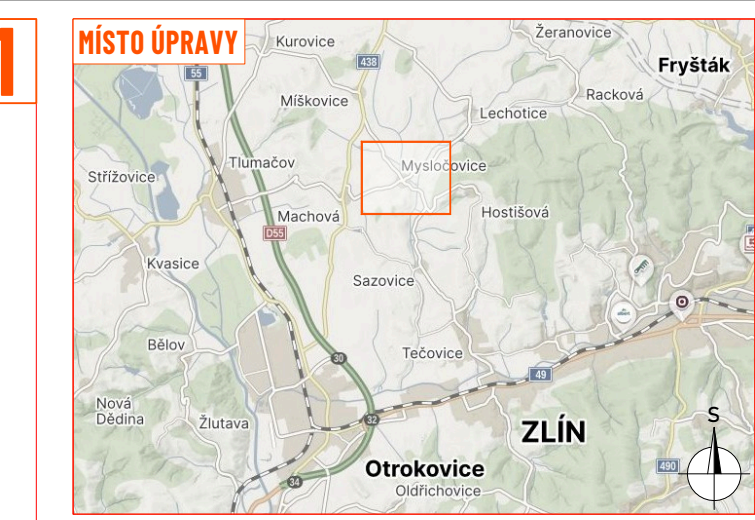 1
MÍSTO ÚPRAVY
Kurovice
Žeranovice
438
Fryšták
55
Míškovice
Racková
Lechotice
Tlumačov
Mysločovice
Střížovice
Machová
Hostišová
D55
Kvasice
Sazovice
Bělov
30
Tečovice
49
Nová
Dědina
Žlutava
32
ZLÍN
S
Otrokovice
490
34
Oldřichovice